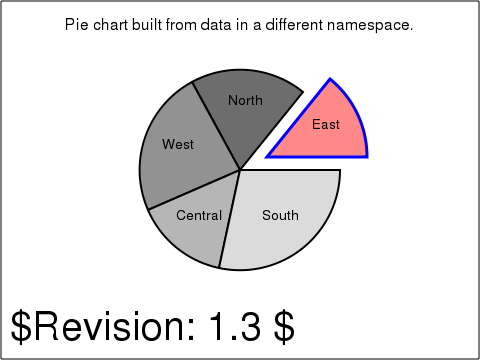 Pie chart built from data in a different namespace.
North
East
West
Central
South
$Revision: 1.3 $